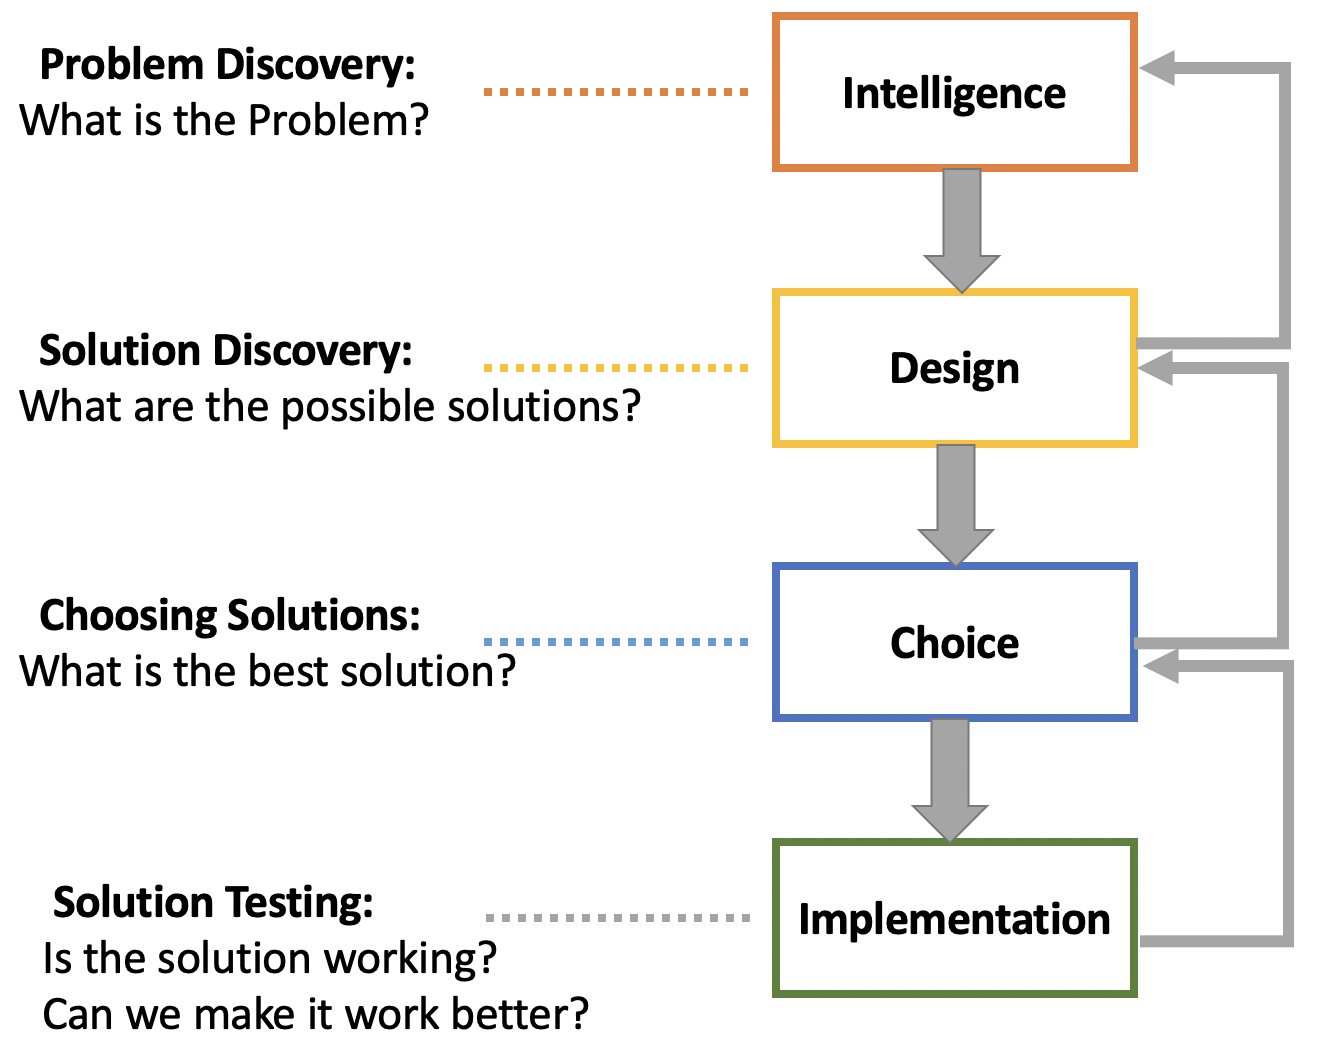 Problem Discovery:
What is the Problem?
Intelligence
Solution Discovery:
What are the possible solutions?
Design
Choosing Solutions:
What is the best solution?
Choice
Solution Testing:
Is the solution working?
Can we make it work better?
Implementation